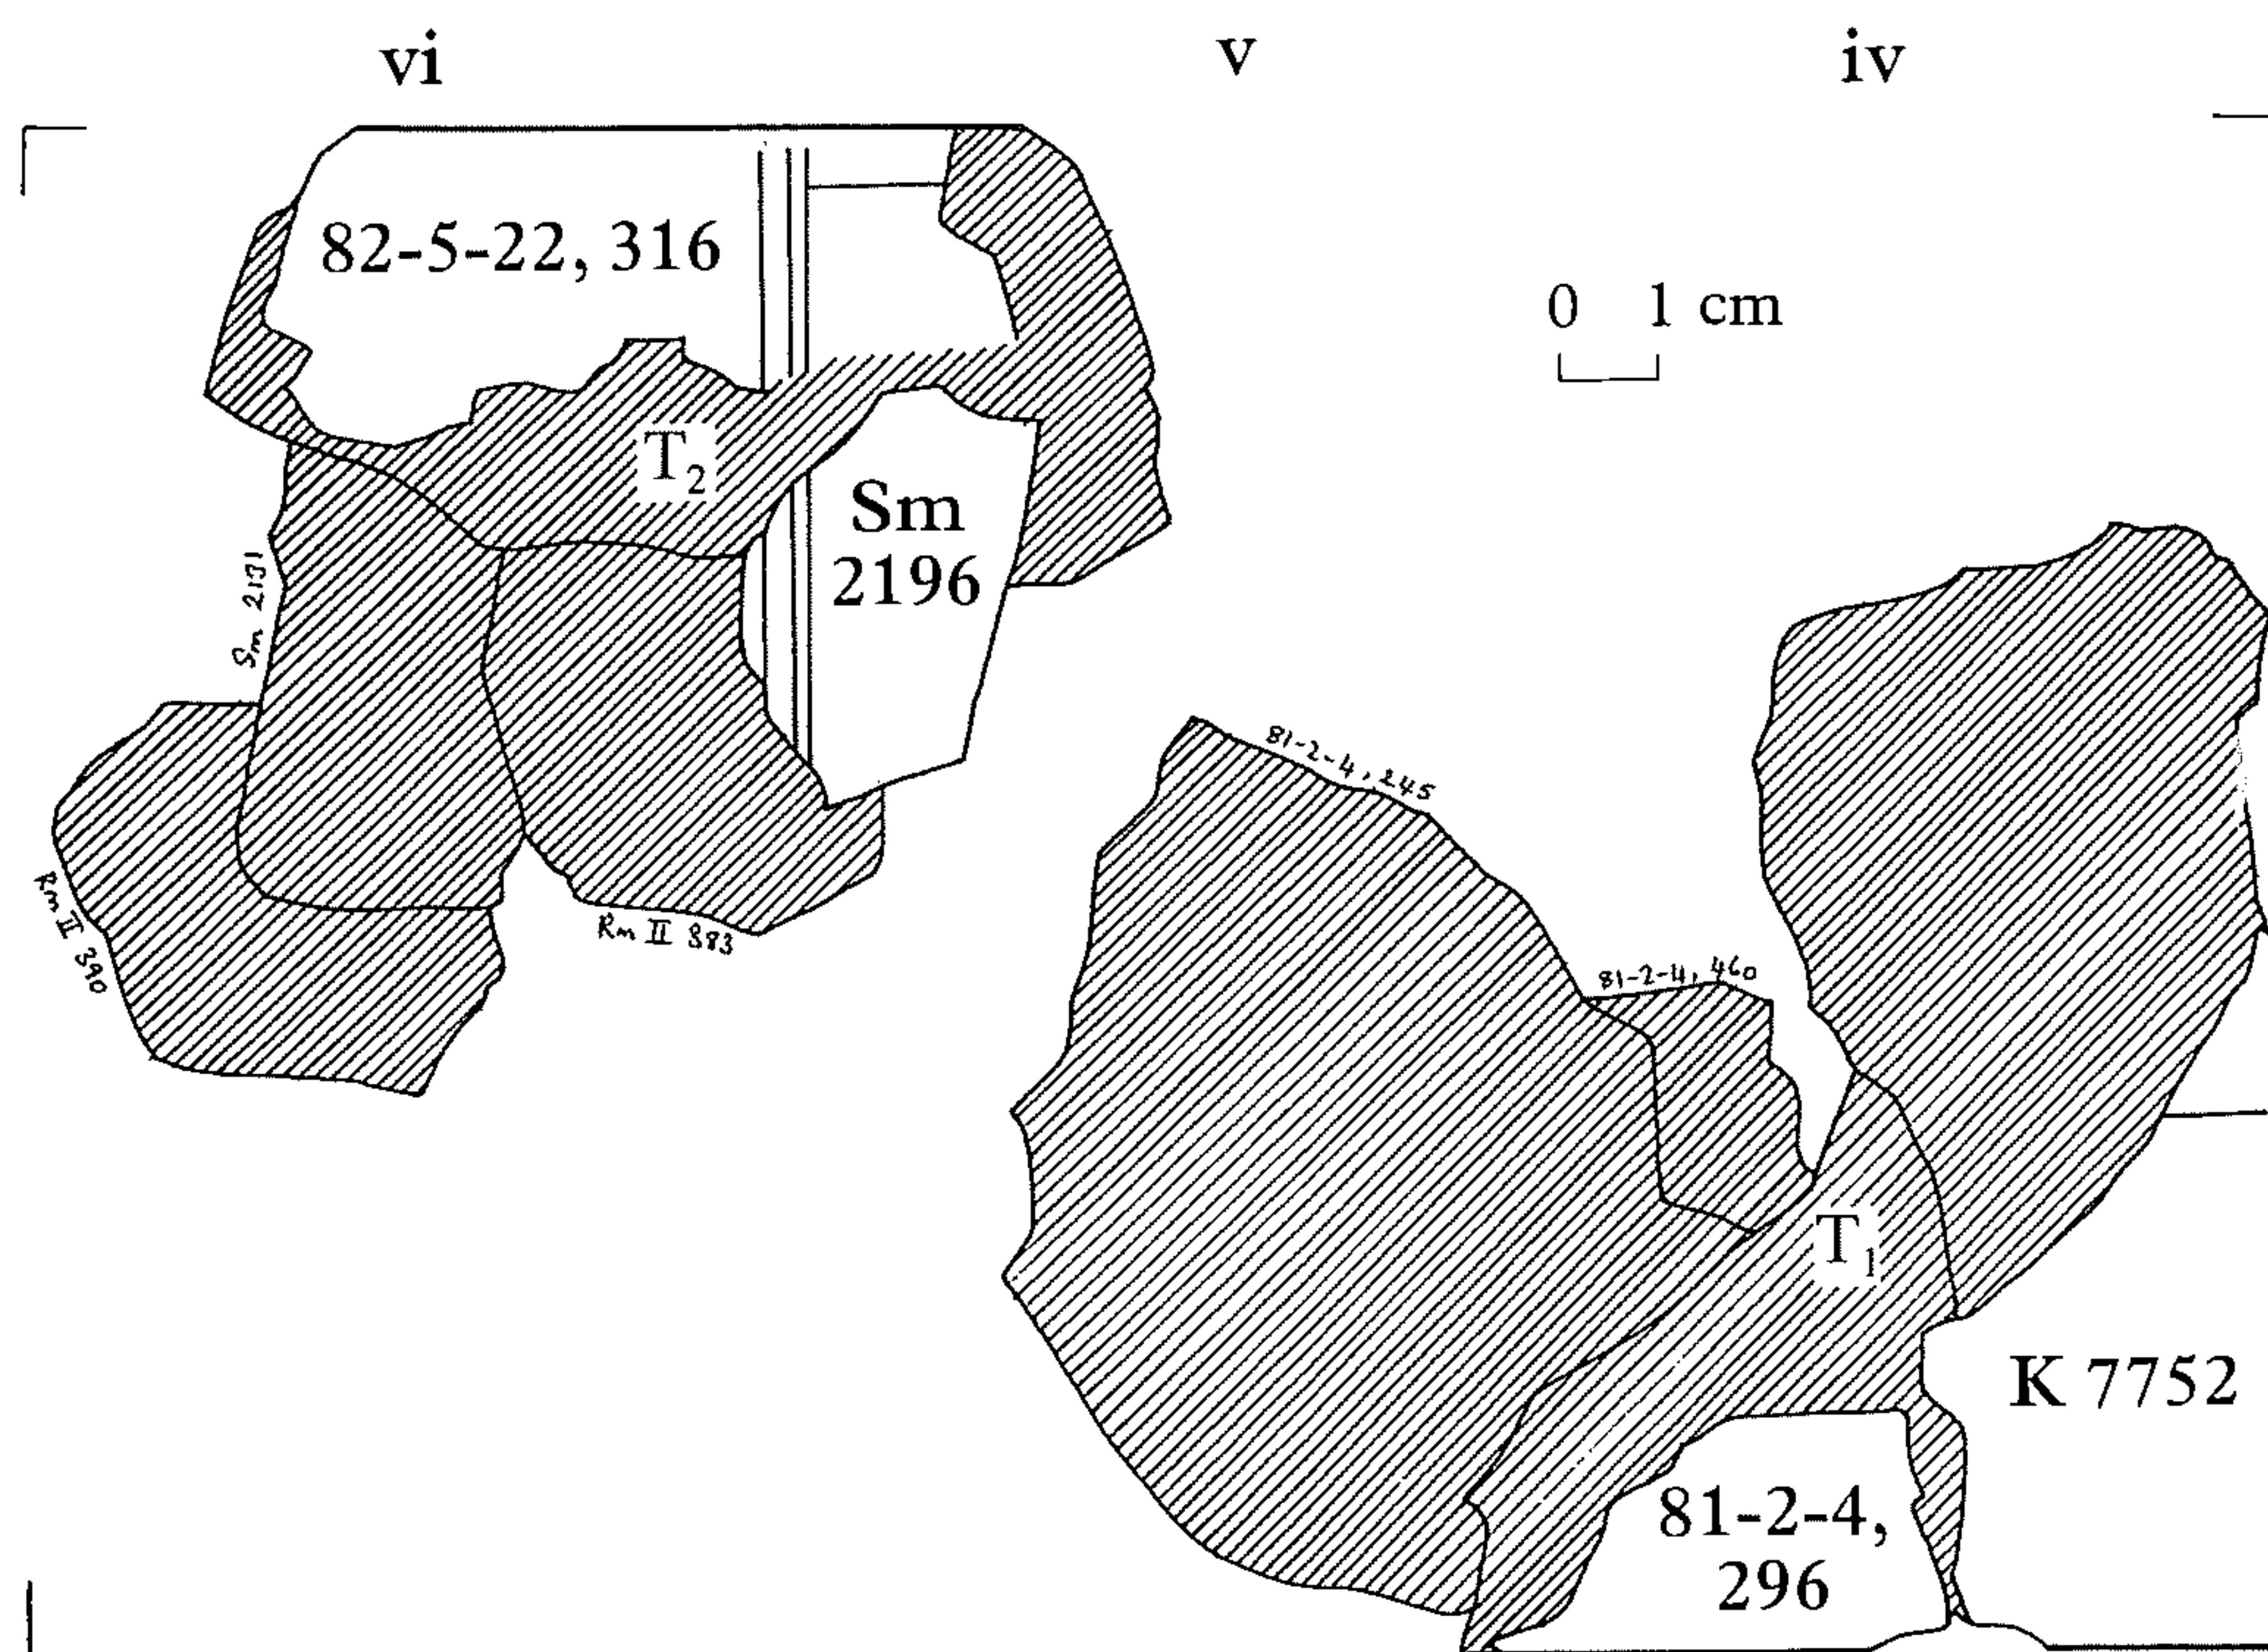 vi v iv
82-5-22, 316
0 1 cm
T₂
Sm
2196
Sm 2131
81-2-4, 245
Rm II 390
Rm II 383
81-2-4, 460
T₁
K 7752
81-2-4,
296